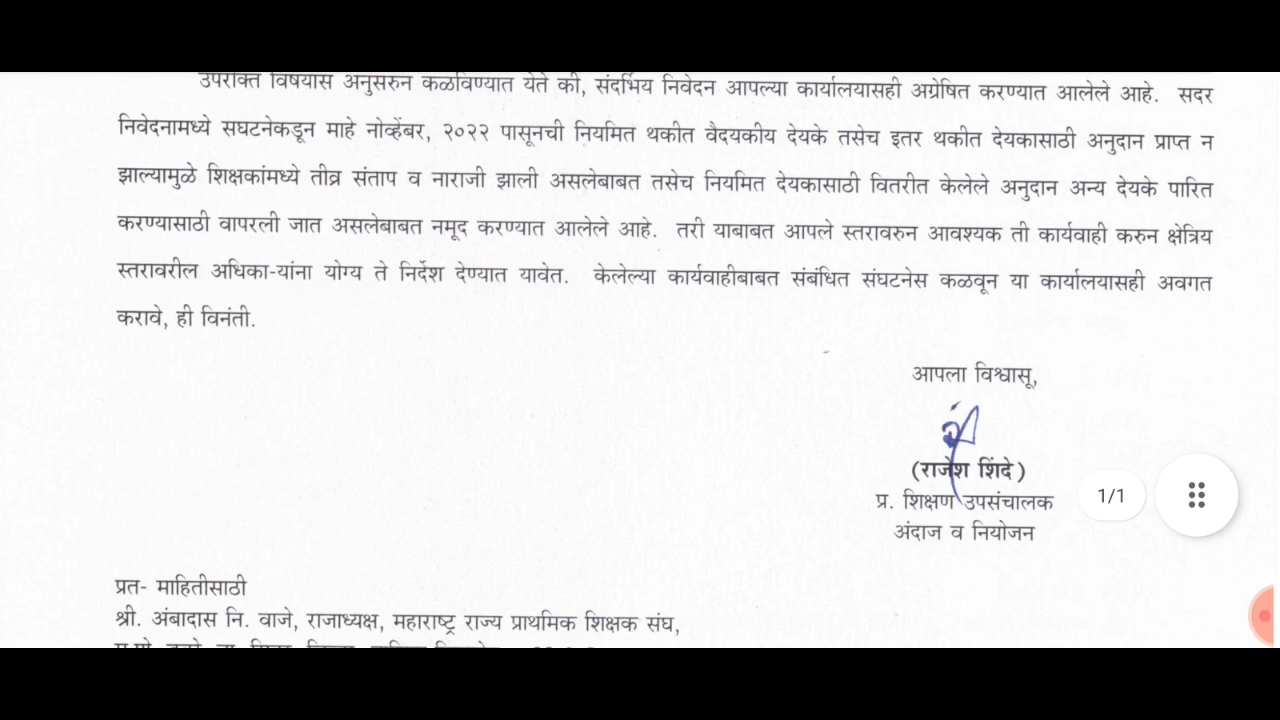 उपरोक्त विषयास अनुसरुन कळविण्यात येते की, संदर्भिय निवेदन आपल्या कार्यालयासही अग्रेषित करण्यात आलेले आहे. सदर
निवेदनामध्ये सघटनेकडून माहे नोव्हेंबर, २०२२ पासूनची नियमित थकीत वैदयकीय देयके तसेच इतर थकीत देयकासाठी अनुदान प्राप्त न
झाल्यामुळे शिक्षकांमध्ये तीव्र संताप व नाराजी झाली असलेबाबत तसेच नियमित देयकासाठी वितरीत केलेले अनुदान अन्य देयके पारित
करण्यासाठी वापरली जात असलेबाबत नमूद करण्यात आलेले आहे. तरी याबाबत आपले स्तरावरुन आवश्यक ती कार्यवाही करुन क्षेत्रिय
स्तरावरील अधिका-यांना योग्य ते निर्देश देण्यात यावेत. केलेल्या कार्यवाहीबाबत संबंधित संघटनेस कळवून या कार्यालयासही अवगत
करावे, ही विनंती.
आपला विश्वासू,
(राजेश शिंदे)
प्र. शिक्षण उपसंचालक
अंदाज व नियोजन
1/1
प्रत- माहितीसाठी
श्री. अंबादास नि. वाजे, राजाध्यक्ष, महाराष्ट्र राज्य प्राथमिक शिक्षक संघ,